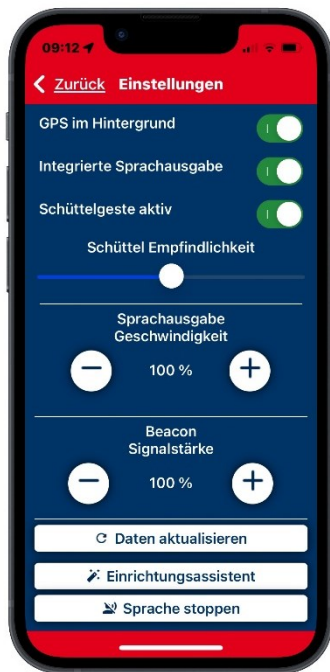 09:12
Zurück Einstellungen
GPS im Hintergrund
Integrierte Sprachausgabe
Schüttelgeste aktiv
Schüttel Empfindlichkeit
Sprachausgabe
Geschwindigkeit
− 100 % +
Beacon
Signalstärke
− 100 % +
Daten aktualisieren
Einrichtungsassistent
Sprache stoppen